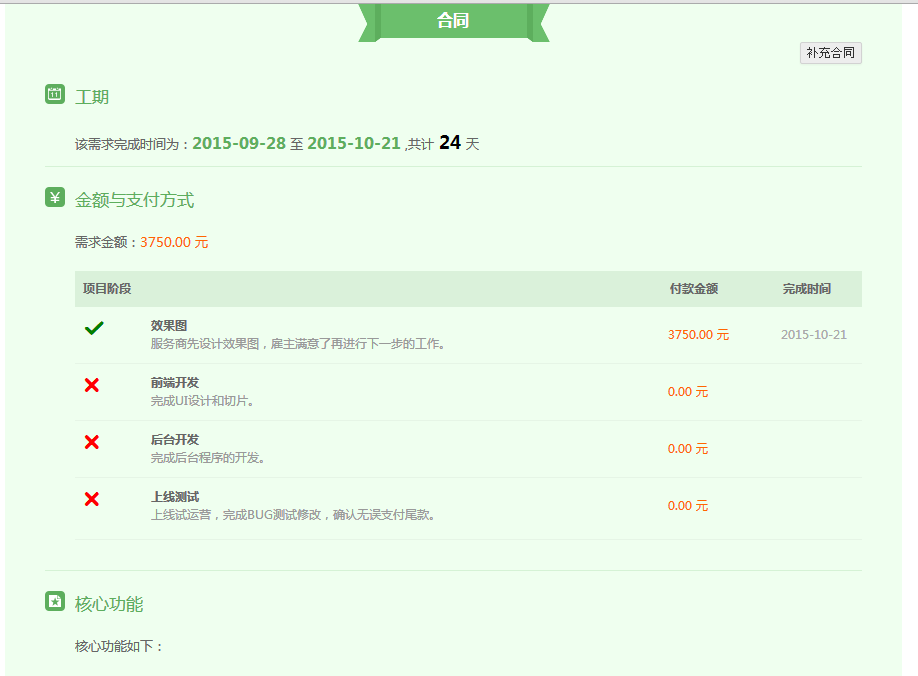 合同
补充合同
工期
该需求完成时间为：2015-09-28 至 2015-10-21 ,共计 24 天
¥ 金额与支付方式
需求金额：3750.00 元
项目阶段 付款金额 完成时间
效果图
服务商先设计效果图，雇主满意了再进行下一步的工作。
3750.00 元 2015-10-21
前端开发
完成UI设计和切片。
0.00 元
后台开发
完成后台程序的开发。
0.00 元
上线测试
上线试运营，完成BUG测试修改，确认无误支付尾款。
0.00 元
核心功能
核心功能如下：